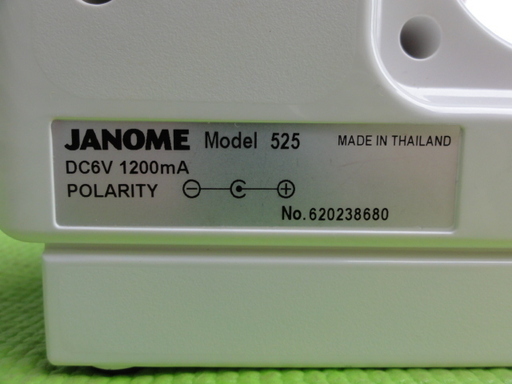 JANOME Model 525 MADE IN THAILAND
DC6V 1200mA
POLARITY
No.620238680